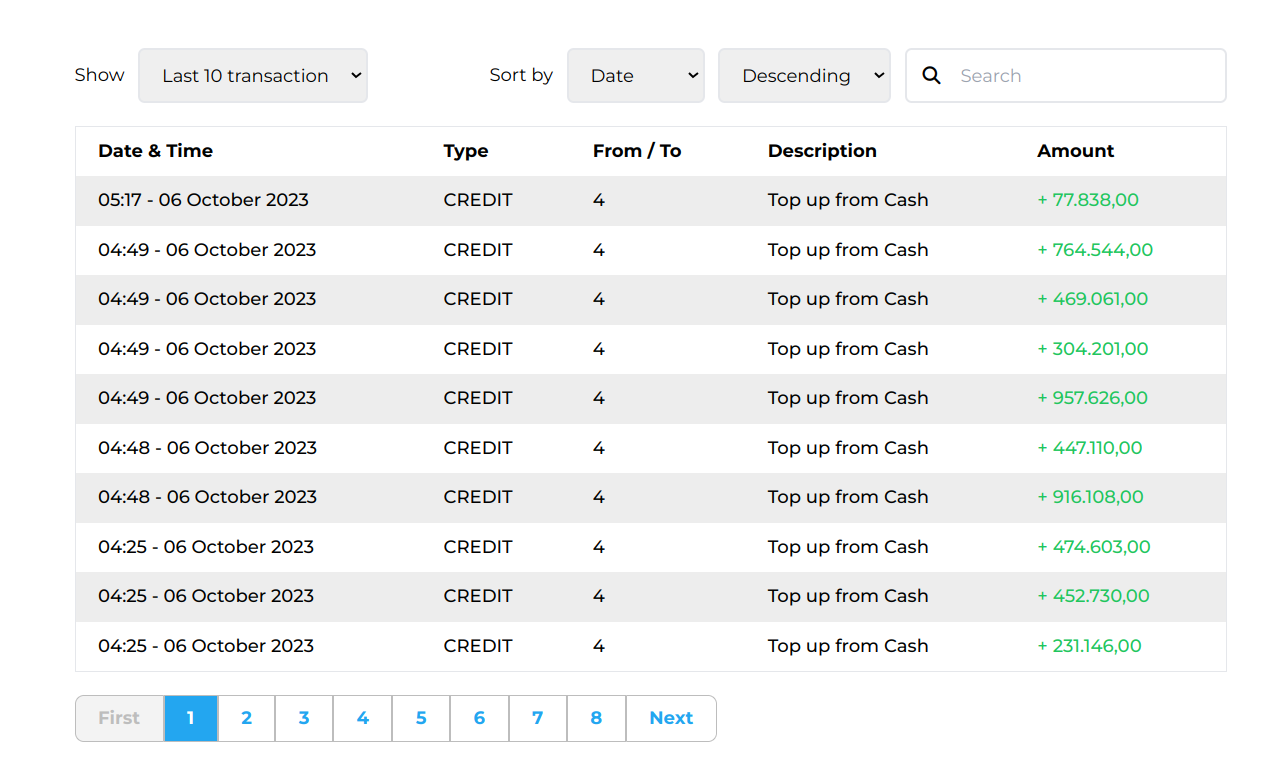 Show Last 10 transaction Sort by Date Descending Search
Date & Time Type From / To Description Amount
05:17 - 06 October 2023 CREDIT 4 Top up from Cash + 77.838,00
04:49 - 06 October 2023 CREDIT 4 Top up from Cash + 764.544,00
04:49 - 06 October 2023 CREDIT 4 Top up from Cash + 469.061,00
04:49 - 06 October 2023 CREDIT 4 Top up from Cash + 304.201,00
04:49 - 06 October 2023 CREDIT 4 Top up from Cash + 957.626,00
04:48 - 06 October 2023 CREDIT 4 Top up from Cash + 447.110,00
04:48 - 06 October 2023 CREDIT 4 Top up from Cash + 916.108,00
04:25 - 06 October 2023 CREDIT 4 Top up from Cash + 474.603,00
04:25 - 06 October 2023 CREDIT 4 Top up from Cash + 452.730,00
04:25 - 06 October 2023 CREDIT 4 Top up from Cash + 231.146,00
First 1 2 3 4 5 6 7 8 Next